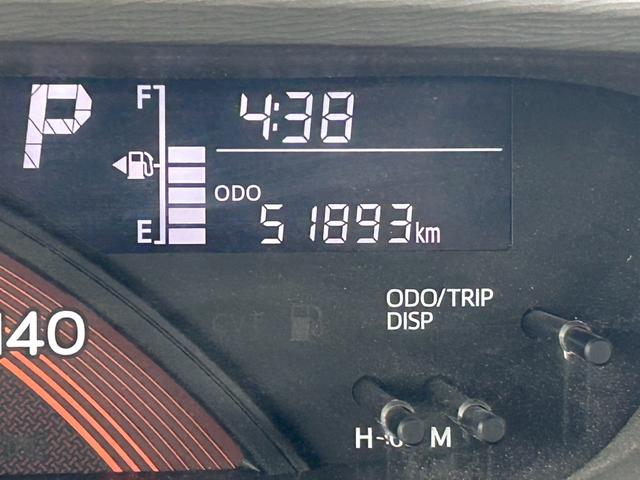 P
F
4:38
ODO
51893km
E
ODO/TRIP
DISP
140
H M